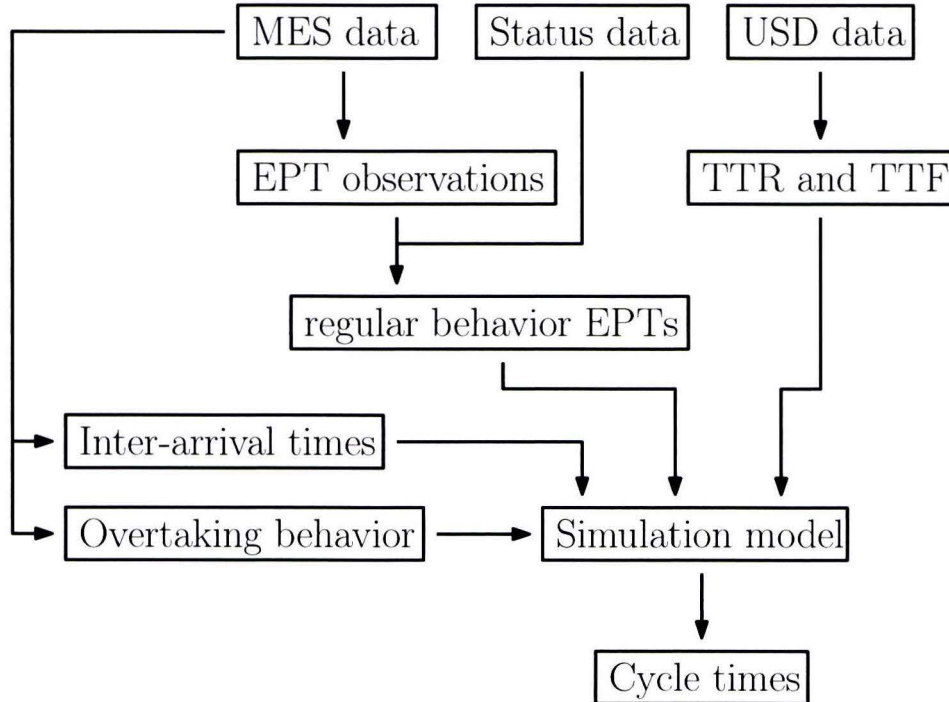 MES data
Status data
USD data
EPT observations
TTR and TTF
regular behavior EPTs
Inter-arrival times
Overtaking behavior
Simulation model
Cycle times